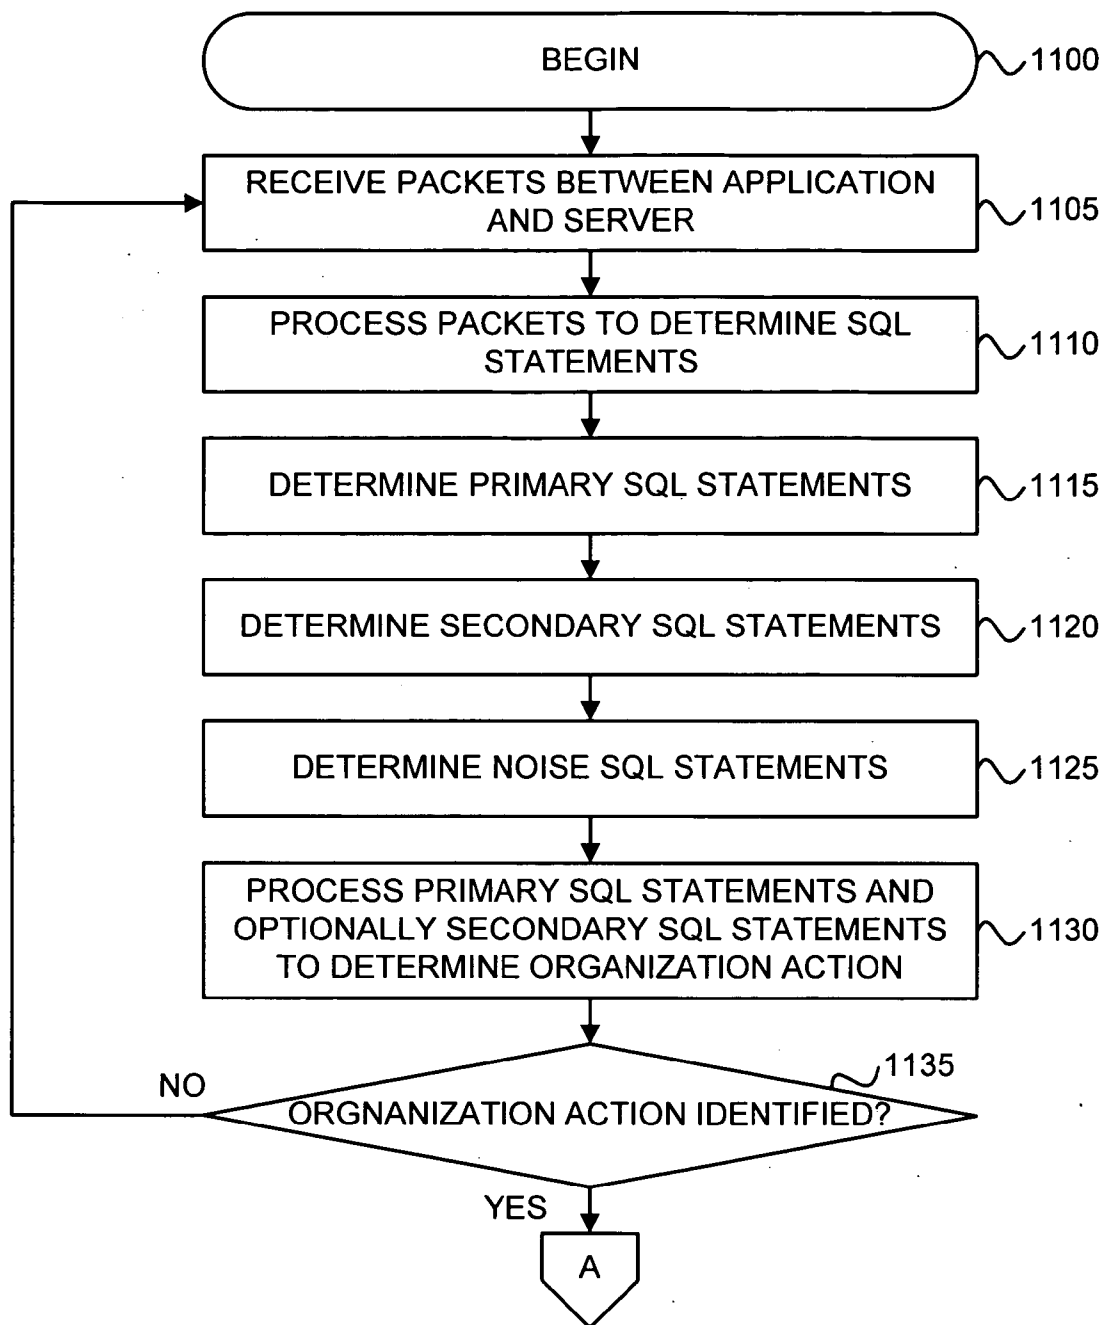 BEGIN
1100
RECEIVE PACKETS BETWEEN APPLICATION
AND SERVER
1105
PROCESS PACKETS TO DETERMINE SQL
STATEMENTS
1110
DETERMINE PRIMARY SQL STATEMENTS
1115
DETERMINE SECONDARY SQL STATEMENTS
1120
DETERMINE NOISE SQL STATEMENTS
1125
PROCESS PRIMARY SQL STATEMENTS AND
OPTIONALLY SECONDARY SQL STATEMENTS
TO DETERMINE ORGANIZATION ACTION
1130
1135
NO
ORGNANIZATION ACTION IDENTIFIED?
YES
A